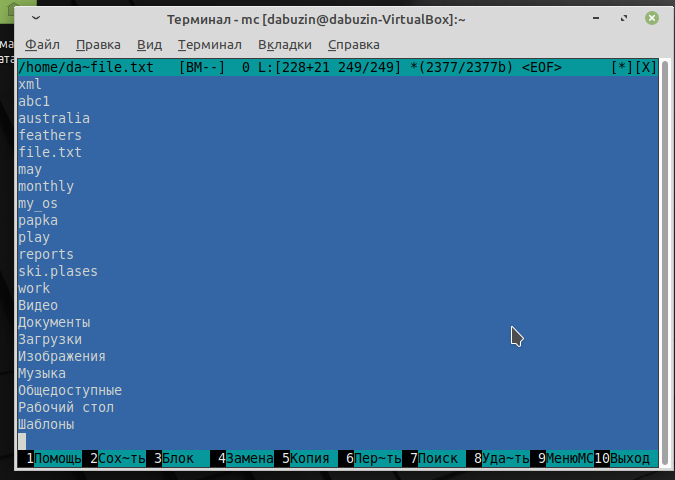 Терминал - mc [dabuzin@dabuzin-VirtualBox]:~
Файл Правка Вид Терминал Вкладки Справка
/home/da~file.txt [BM--] 0 L:[228+21 249/249] *(2377/2377b) <EOF> [*][X]
xml
abc1
australia
feathers
file.txt
may
monthly
my_os
papka
play
reports
ski.plases
work
Видео
Документы
Загрузки
Изображения
Музыка
Общедоступные
Рабочий стол
Шаблоны
1Помощь 2Сох~ть 3Блок 4Замена 5Копия 6Пер~ть 7Поиск 8Уда~ть 9МенюMC 10Выход